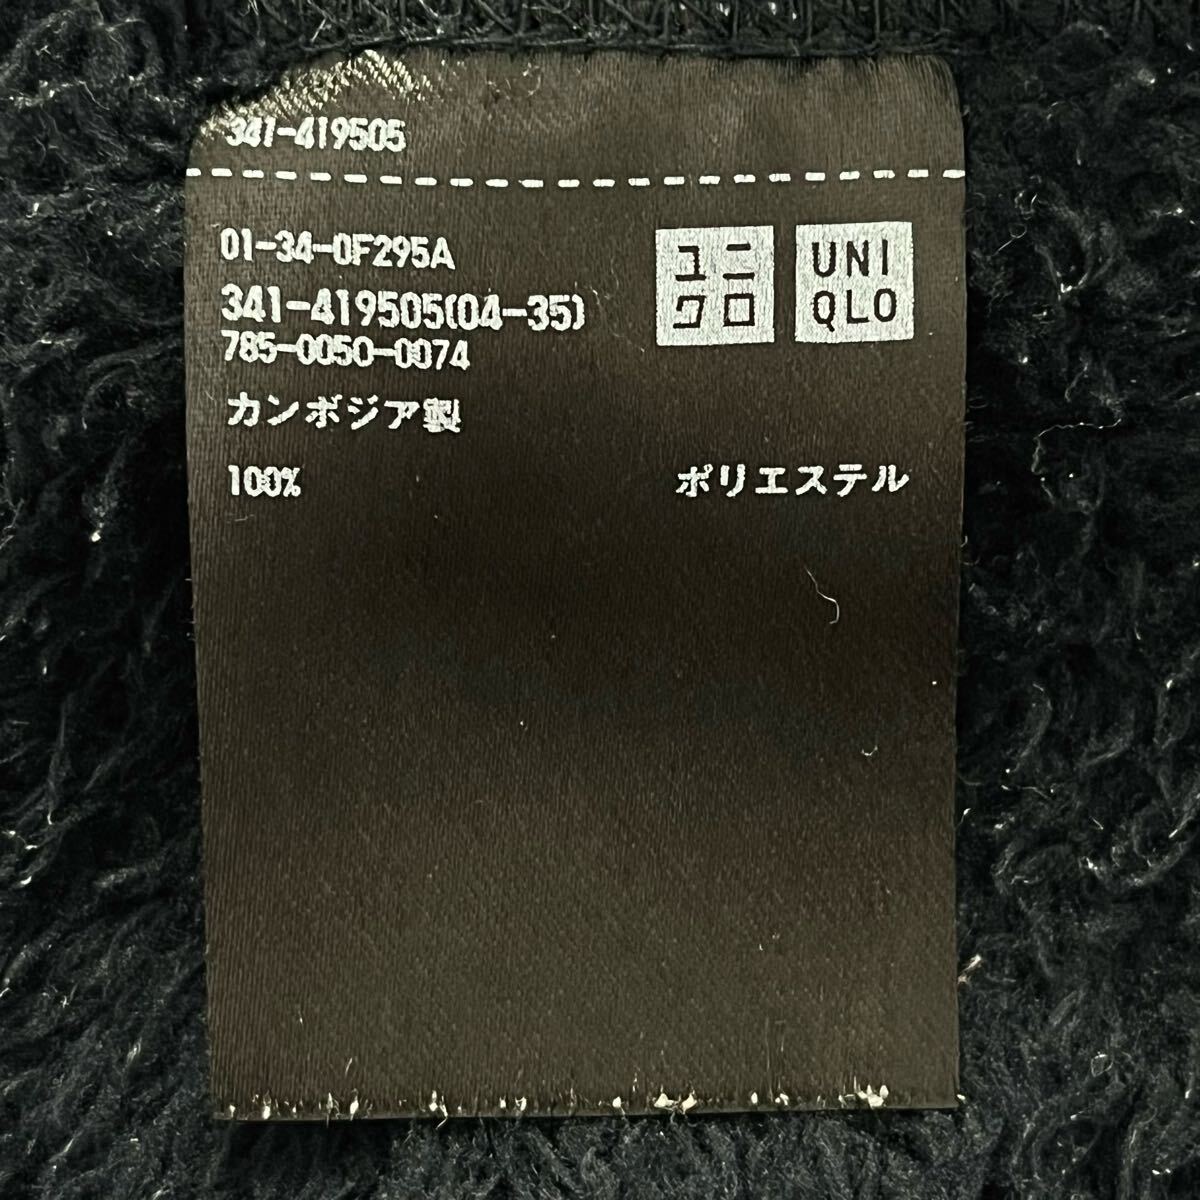 341-419505
01-34-0F295A
341-419505(04-35)
785-0050-0074
ユニ
クロ
UNI
QLO
カンボジア製
100% ポリエステル